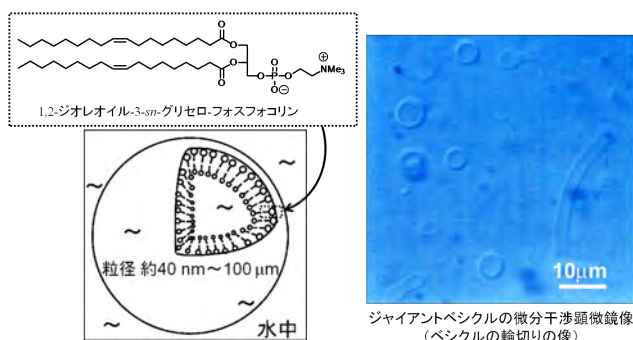 O
O
O
O
O
P
O
O⊖
O
⊕
NMe3
1,2-ジオレオイル-3-sn-グリセロ-フォスフォコリン
粒径 約40 nm～100 μm
水中
10μm
ジャイアントベシクルの微分干渉顕微鏡像
(ベシクルの輪切りの像)